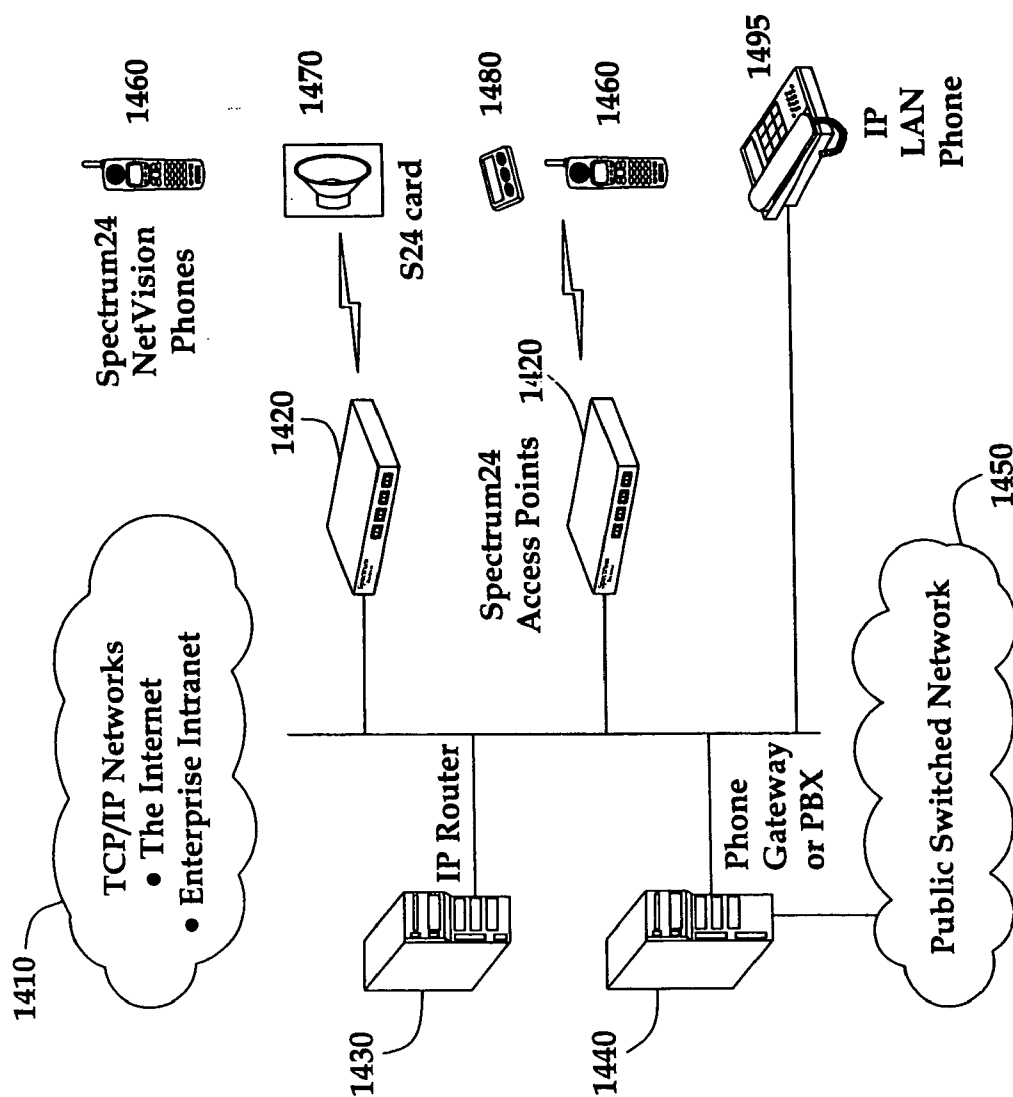 1410
TCP/IP Networks
• The Internet
• Enterprise Intranet
Spectrum24
NetVision
Phones
1460
1420
1470
S24 card
1430
IP Router
Spectrum24
Access Points
1420
1480
1460
1440
Phone
Gateway
or PBX
1495
IP
LAN
Phone
Public Switched Network
1450